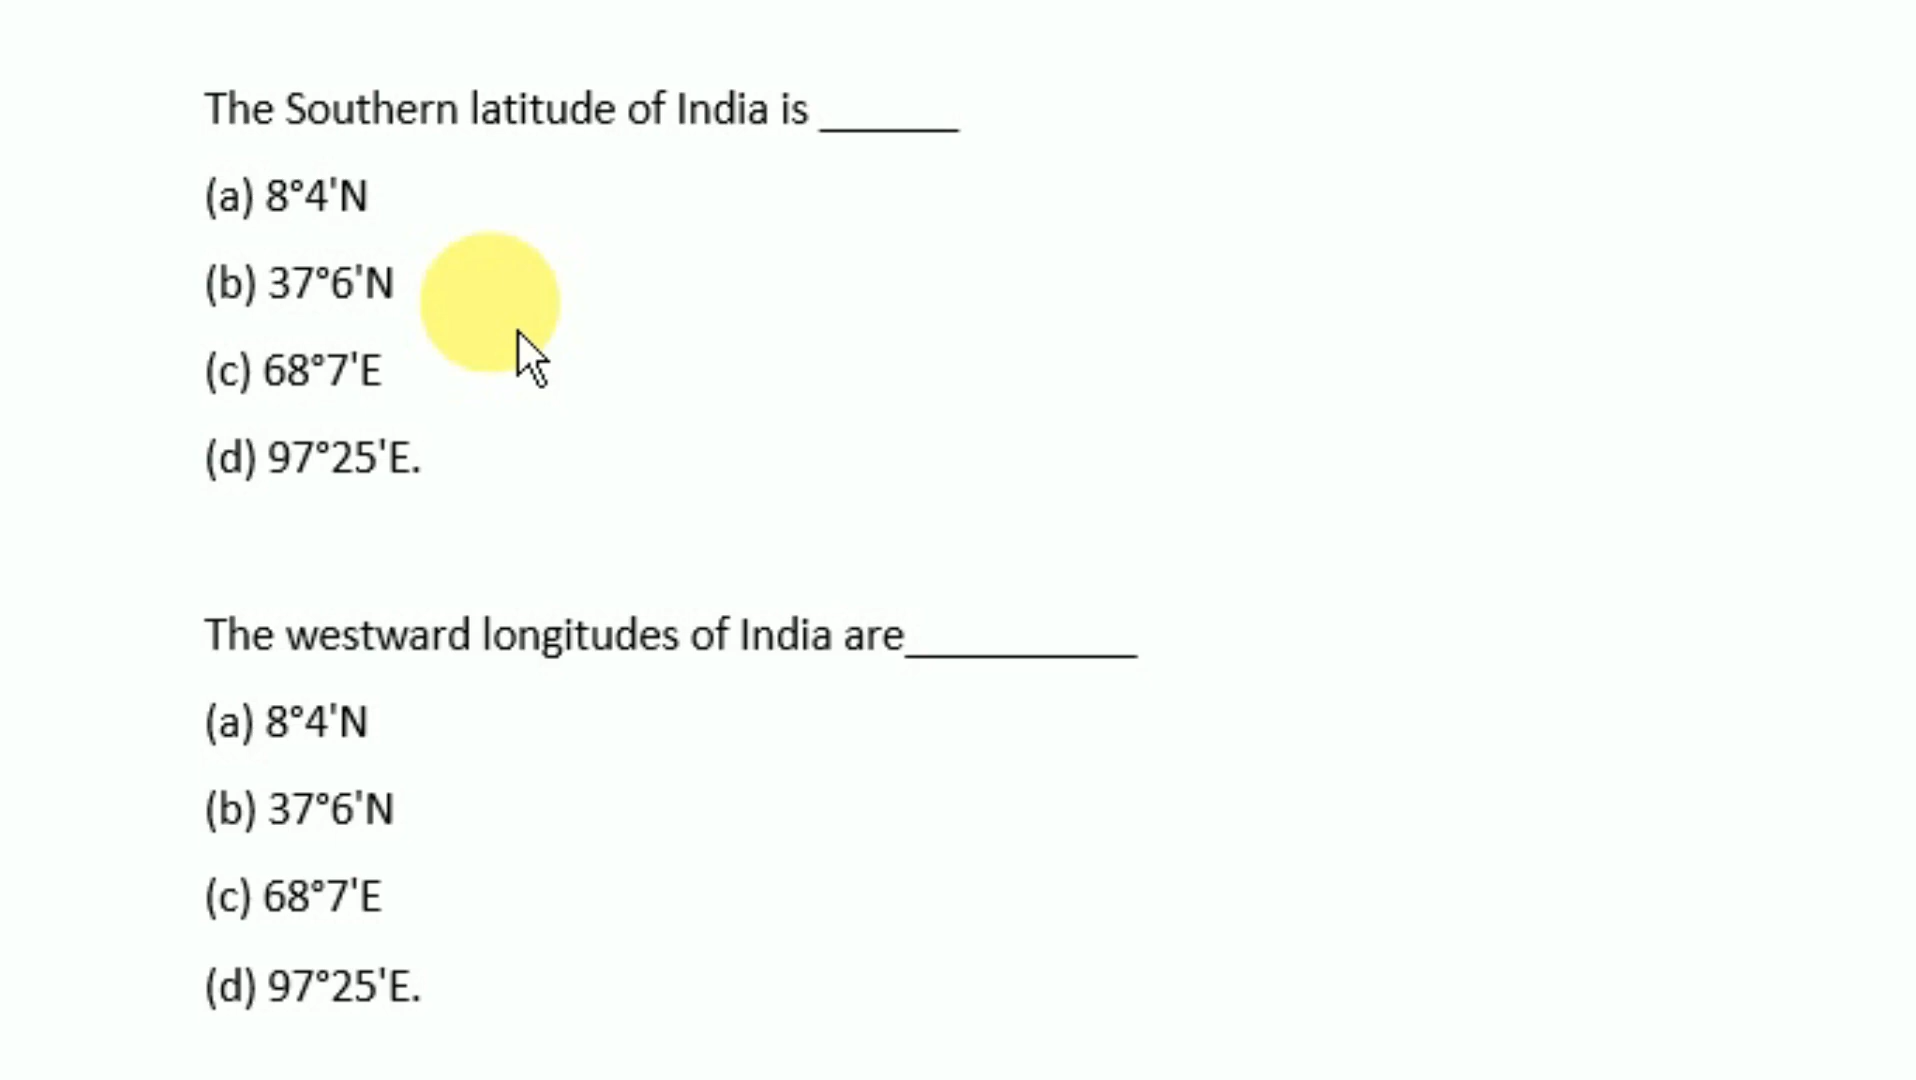 The Southern latitude of India is ______
(a) 8°4'N
(b) 37°6'N
(c) 68°7'E
(d) 97°25'E.
The westward longitudes of India are__________
(a) 8°4'N
(b) 37°6'N
(c) 68°7'E
(d) 97°25'E.